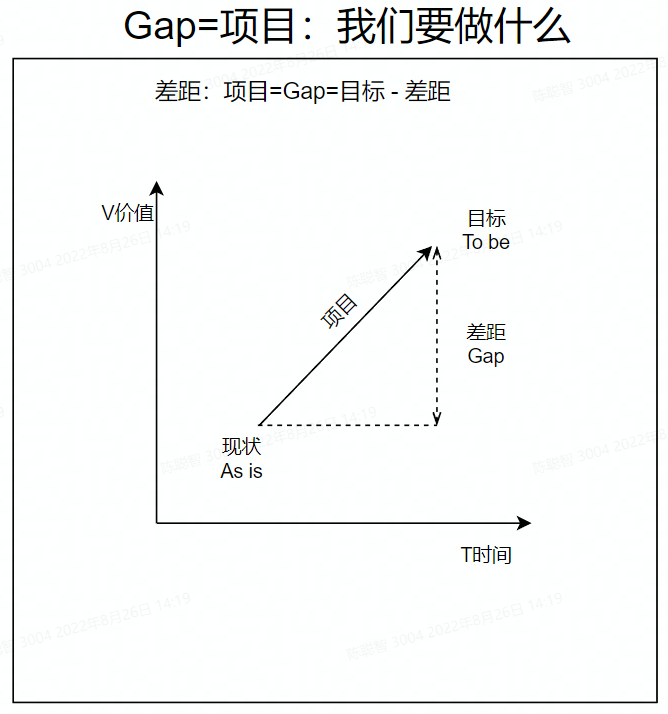 Gap=项目：我们要做什么
差距：项目=Gap=目标 - 差距
V价值
目标
To be
项目
差距
Gap
现状
As is
T时间
陈聪智 3004 2022年8月26日 14:19